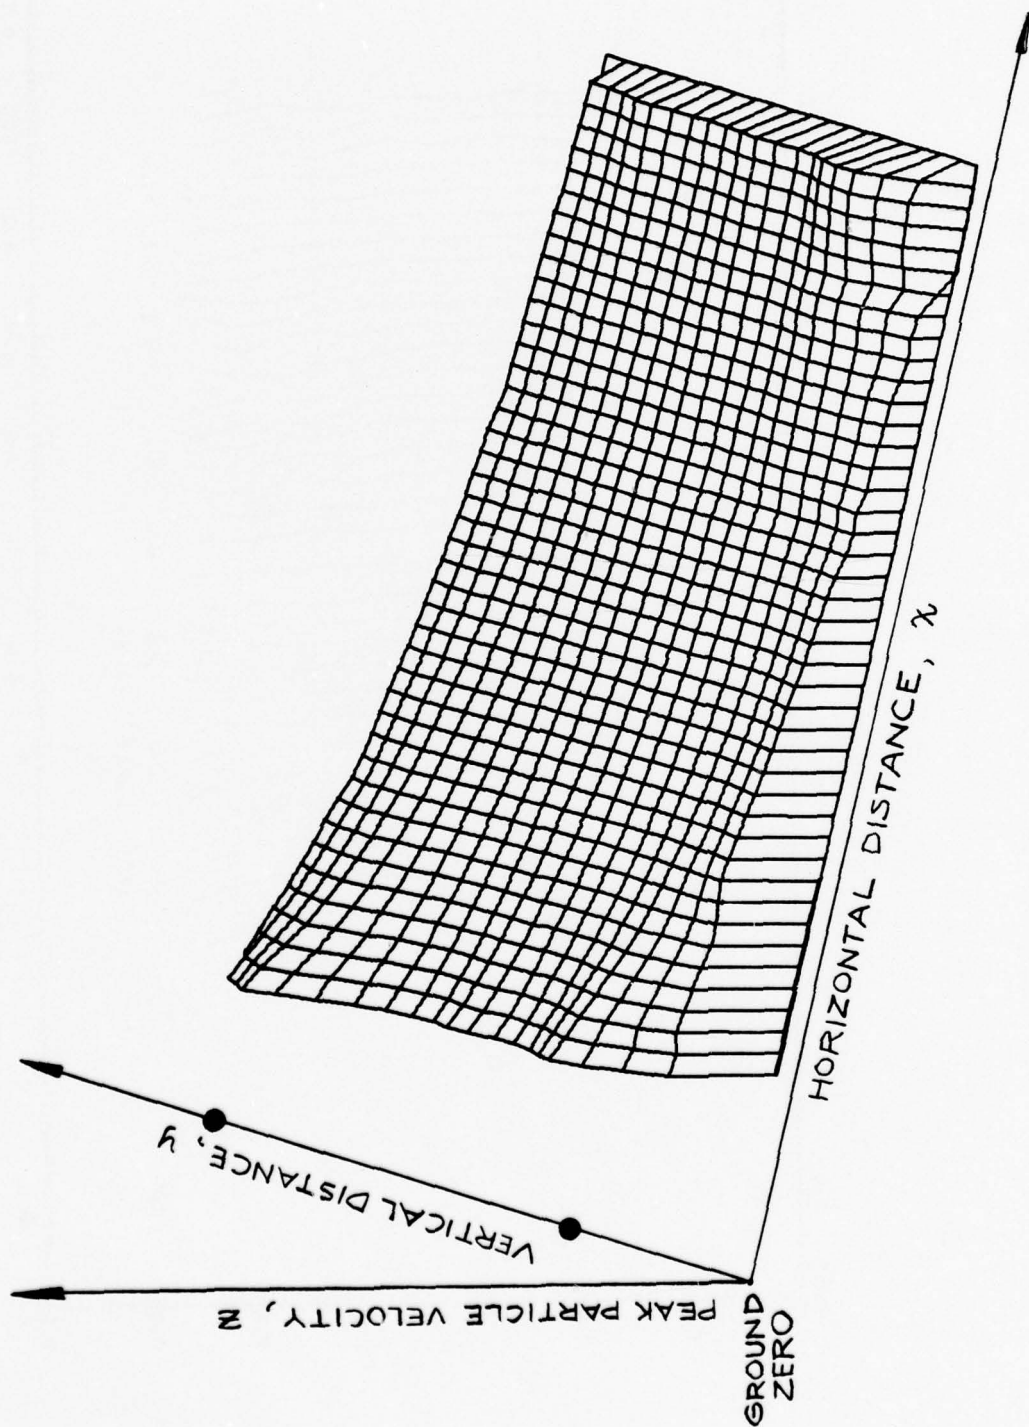 VERTICAL DISTANCE, y
PEAK PARTICLE VELOCITY, Z
GROUND
ZERO
HORIZONTAL DISTANCE, x